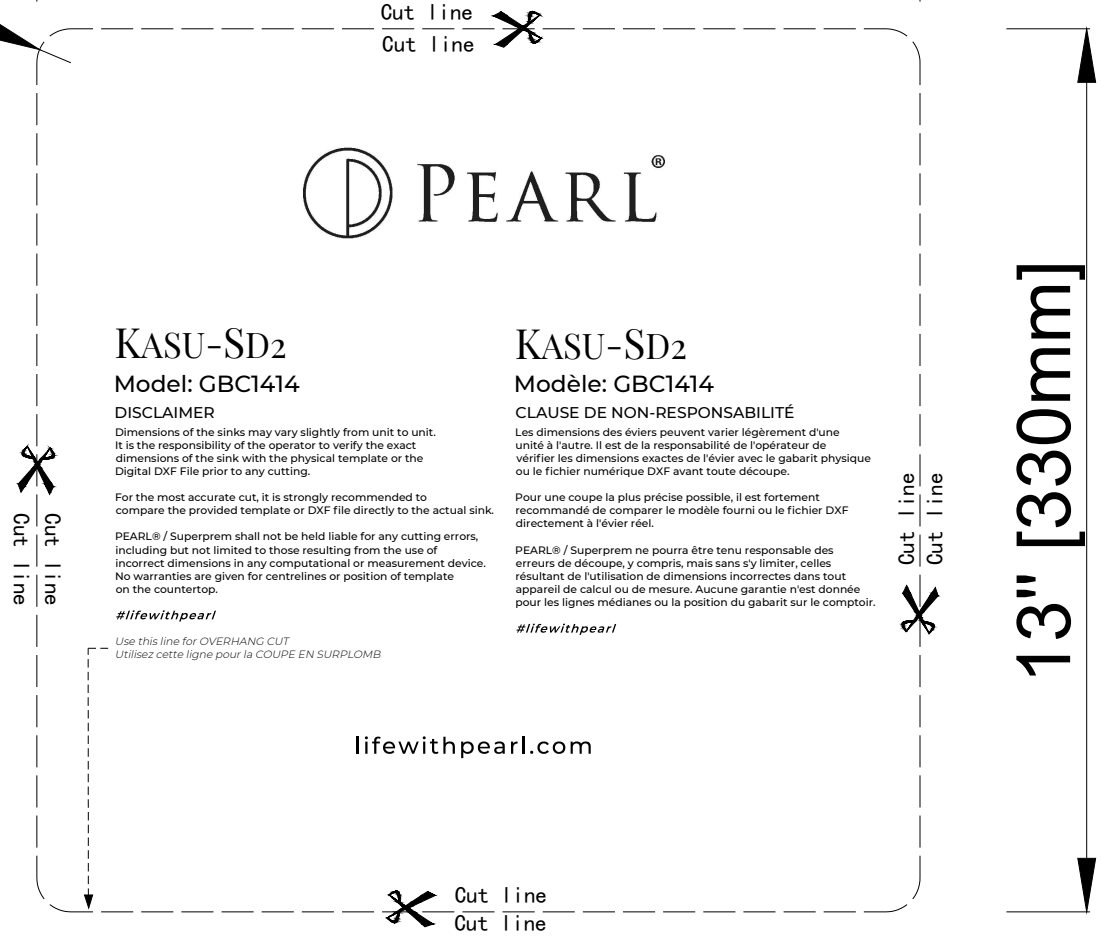 Cut line
Cut line
PEARL®
KASU-SD2
Model: GBC1414
DISCLAIMER
Dimensions of the sinks may vary slightly from unit to unit.
It is the responsibility of the operator to verify the exact
dimensions of the sink with the physical template or the
Digital DXF File prior to any cutting.
For the most accurate cut, it is strongly recommended to
compare the provided template or DXF file directly to the actual sink.
PEARL® / Superprem shall not be held liable for any cutting errors,
including but not limited to those resulting from the use of
incorrect dimensions in any computational or measurement device.
No warranties are given for centrelines or position of template
on the countertop.
#lifewithpearl
Use this line for OVERHANG CUT
Utilisez cette ligne pour la COUPE EN SURPLOMB
KASU-SD2
Modèle: GBC1414
CLAUSE DE NON-RESPONSABILITÉ
Les dimensions des éviers peuvent varier légèrement d'une
unité à l'autre. Il est de la responsabilité de l'opérateur de
vérifier les dimensions exactes de l'évier avec le gabarit physique
ou le fichier numérique DXF avant toute découpe.
Pour une coupe la plus précise possible, il est fortement
recommandé de comparer le modèle fourni ou le fichier DXF
directement à l'évier réel.
PEARL® / Superprem ne pourra être tenu responsable des
erreurs de découpe, y compris, mais sans s'y limiter, celles
résultant de l'utilisation de dimensions incorrectes dans tout
appareil de calcul ou de mesure. Aucune garantie n'est donnée
pour les lignes médianes ou la position du gabarit sur le comptoir.
#lifewithpearl
Cut line
Cut line
Cut line
Cut line
13" [330mm]
lifewithpearl.com
Cut line
Cut line